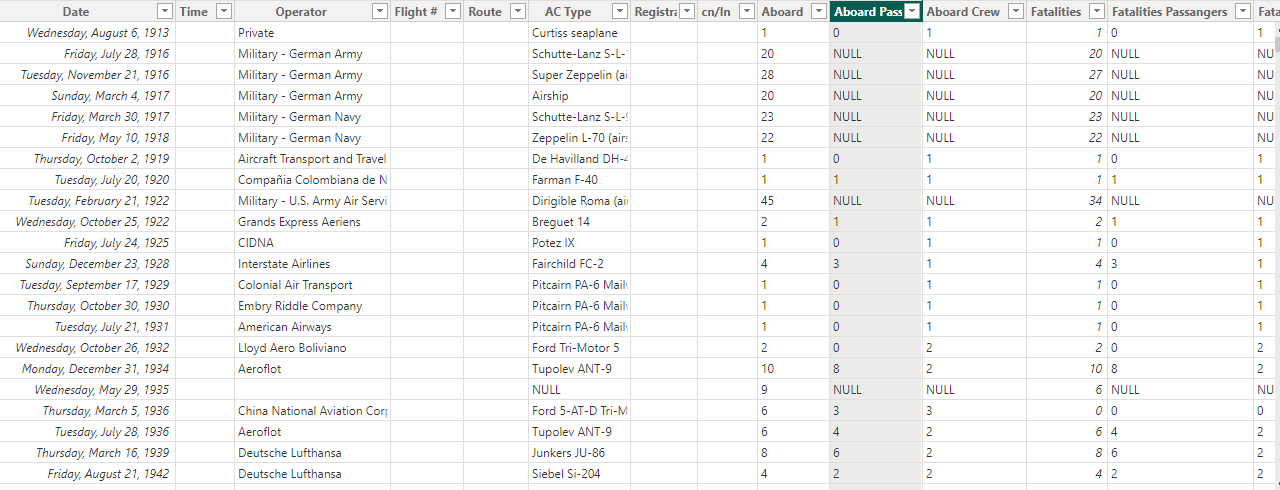 Date Time Operator Flight # Route AC Type Registra cn/In Aboard Aboard Pass Aboard Crew Fatalities Fatalities Passangers Fata
Wednesday, August 6, 1913 Private Curtiss seaplane 1 0 1 1 0 1
Friday, July 28, 1916 Military - German Army Schutte-Lanz S-L- 20 NULL NULL 20 NULL NU
Tuesday, November 21, 1916 Military - German Army Super Zeppelin (ai 28 NULL NULL 27 NULL NU
Sunday, March 4, 1917 Military - German Army Airship 20 NULL NULL 20 NULL NU
Friday, March 30, 1917 Military - German Navy Schutte-Lanz S-L- 23 NULL NULL 23 NULL NU
Friday, May 10, 1918 Military - German Navy Zeppelin L-70 (airs 22 NULL NULL 22 NULL NU
Thursday, October 2, 1919 Aircraft Transport and Travel De Havilland DH-4 1 0 1 1 0 1
Tuesday, July 20, 1920 Compañia Colombiana de N Farman F-40 1 1 1 1 1 1
Tuesday, February 21, 1922 Military - U.S. Army Air Servi Dirigible Roma (ai 45 NULL NULL 34 NULL NU
Wednesday, October 25, 1922 Grands Express Aeriens Breguet 14 2 1 1 2 1 1
Friday, July 24, 1925 CIDNA Potez IX 1 0 1 1 0 1
Sunday, December 23, 1928 Interstate Airlines Fairchild FC-2 4 3 1 4 3 1
Tuesday, September 17, 1929 Colonial Air Transport Pitcairn PA-6 Mail 1 0 1 1 0 1
Thursday, October 30, 1930 Embry Riddle Company Pitcairn PA-6 Mail 1 0 1 1 0 1
Tuesday, July 21, 1931 American Airways Pitcairn PA-6 Mail 1 0 1 1 0 1
Wednesday, October 26, 1932 Lloyd Aero Boliviano Ford Tri-Motor 5 2 0 2 2 0 2
Monday, December 31, 1934 Aeroflot Tupolev ANT-9 10 8 2 10 8 2
Wednesday, May 29, 1935 NULL 9 NULL NULL 6 NULL NU
Thursday, March 5, 1936 China National Aviation Corp Ford 5-AT-D Tri-M 6 3 3 0 0 0
Tuesday, July 28, 1936 Aeroflot Tupolev ANT-9 6 4 2 6 4 2
Thursday, March 16, 1939 Deutsche Lufthansa Junkers JU-86 8 6 2 8 6 2
Friday, August 21, 1942 Deutsche Lufthansa Siebel Si-204 4 2 2 4 2 2